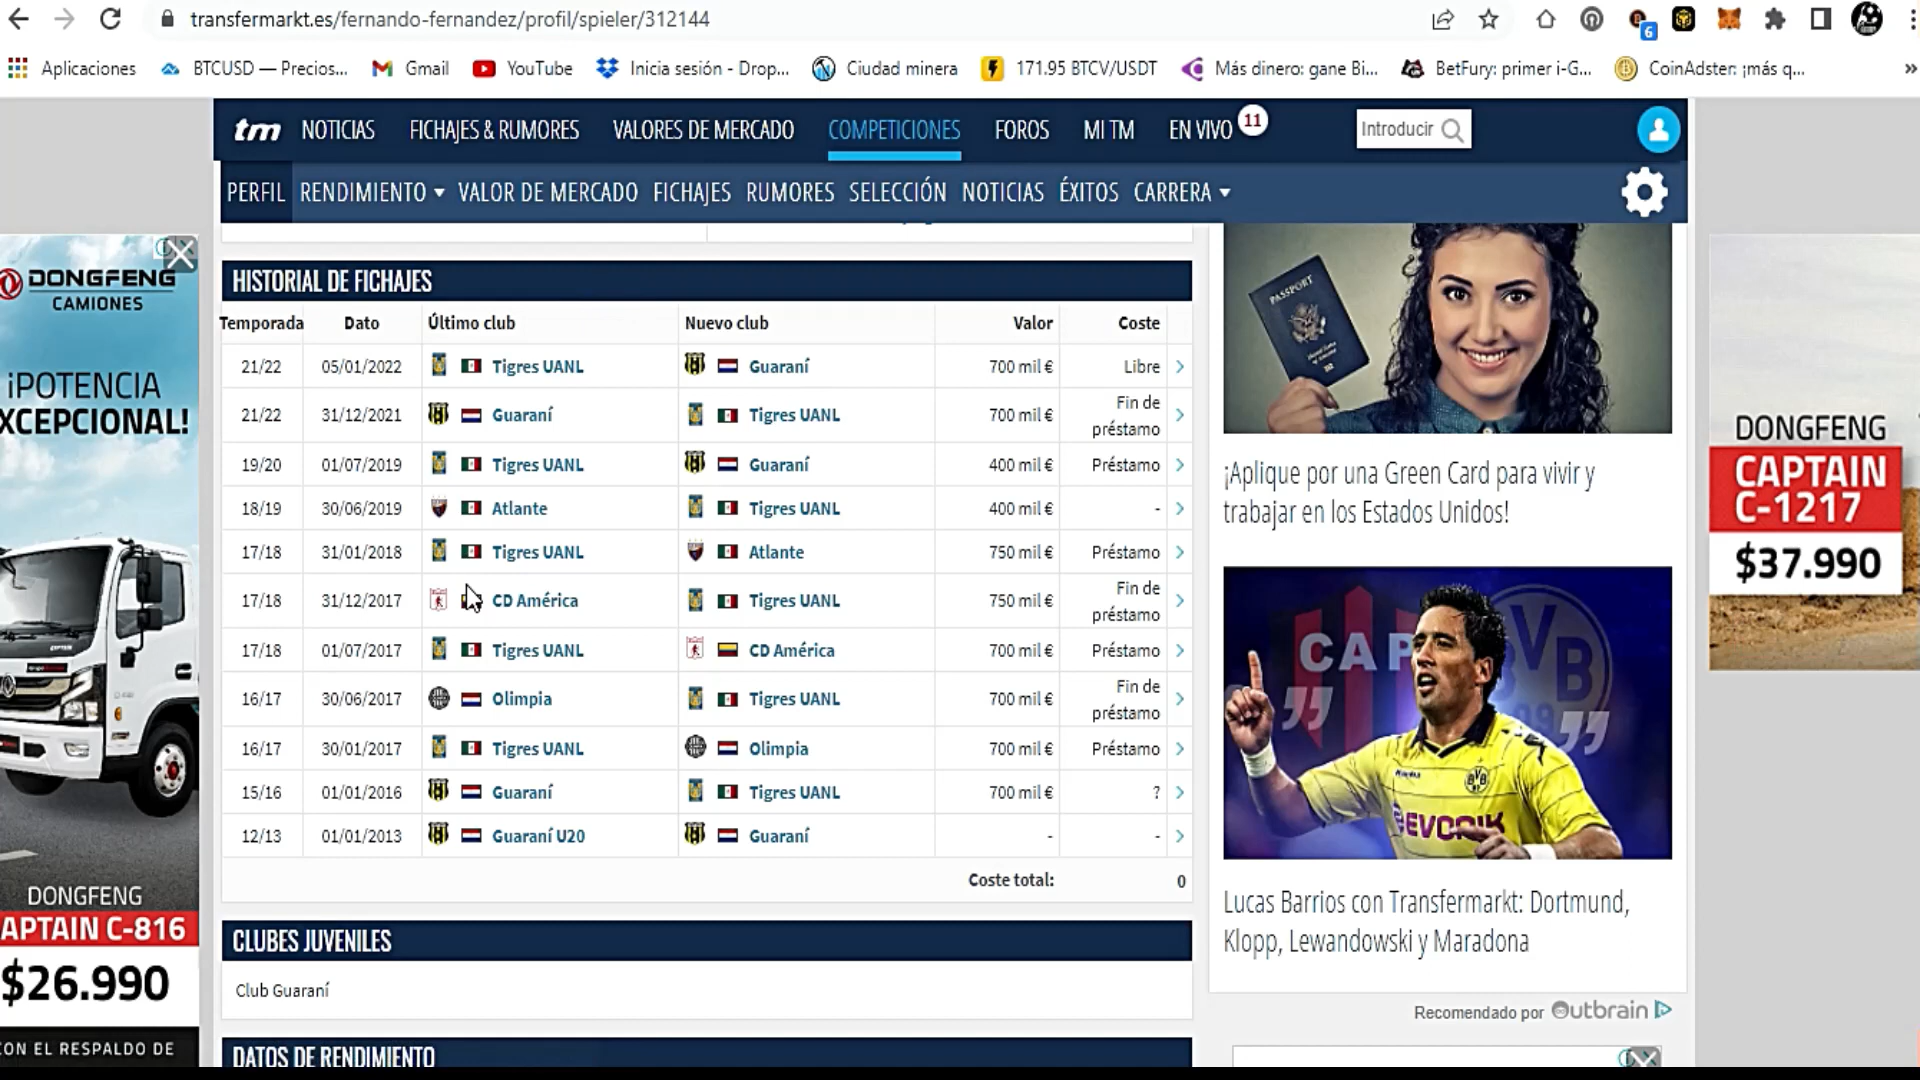 transfermarkt.es/fernando-fernandez/profil/spieler/312144
6
Aplicaciones BTCUSD — Precios... Gmail YouTube Inicia sesión - Drop... Ciudad minera 171.95 BTCV/USDT Más dinero: gane Bi... BetFury: primer i-G... CoinAdster: ¡más q... »
tm NOTICIAS FICHAJES & RUMORES VALORES DE MERCADO COMPETICIONES FOROS MI TM EN VIVO 11 Introducir
PERFIL RENDIMIENTO VALOR DE MERCADO FICHAJES RUMORES SELECCIÓN NOTICIAS ÉXITOS CARRERA
HISTORIAL DE FICHAJES
Temporada Dato Último club Nuevo club Valor Coste
21/22 05/01/2022 Tigres UANL Guaraní 700 mil € Libre
21/22 31/12/2021 Guaraní Tigres UANL 700 mil € Fin de
préstamo
19/20 01/07/2019 Tigres UANL Guaraní 400 mil € Préstamo
18/19 30/06/2019 Atlante Tigres UANL 400 mil € -
17/18 31/01/2018 Tigres UANL Atlante 750 mil € Préstamo
17/18 31/12/2017 CD América Tigres UANL 750 mil € Fin de
préstamo
17/18 01/07/2017 Tigres UANL CD América 700 mil € Préstamo
16/17 30/06/2017 Olimpia Tigres UANL 700 mil € Fin de
préstamo
16/17 30/01/2017 Tigres UANL Olimpia 700 mil € Préstamo
15/16 01/01/2016 Guaraní Tigres UANL 700 mil € ?
12/13 01/01/2013 Guaraní U20 Guaraní - -
Coste total: 0
CLUBES JUVENILES
Club Guaraní
DATOS DE RENDIMIENTO
DONGFENG
CAMIONES
¡POTENCIA
XCEPCIONAL!
DONGFENG
APTAIN C-816
$26.990
CON EL RESPALDO DE
PASSPORT
¡Aplique por una Green Card para vivir y
trabajar en los Estados Unidos!
CAP BVB
09
EVONIK
Lucas Barrios con Transfermarkt: Dortmund,
Klopp, Lewandowski y Maradona
Recomendado por Outbrain
DONGFENG
CAPTAIN
C-1217
$37.990